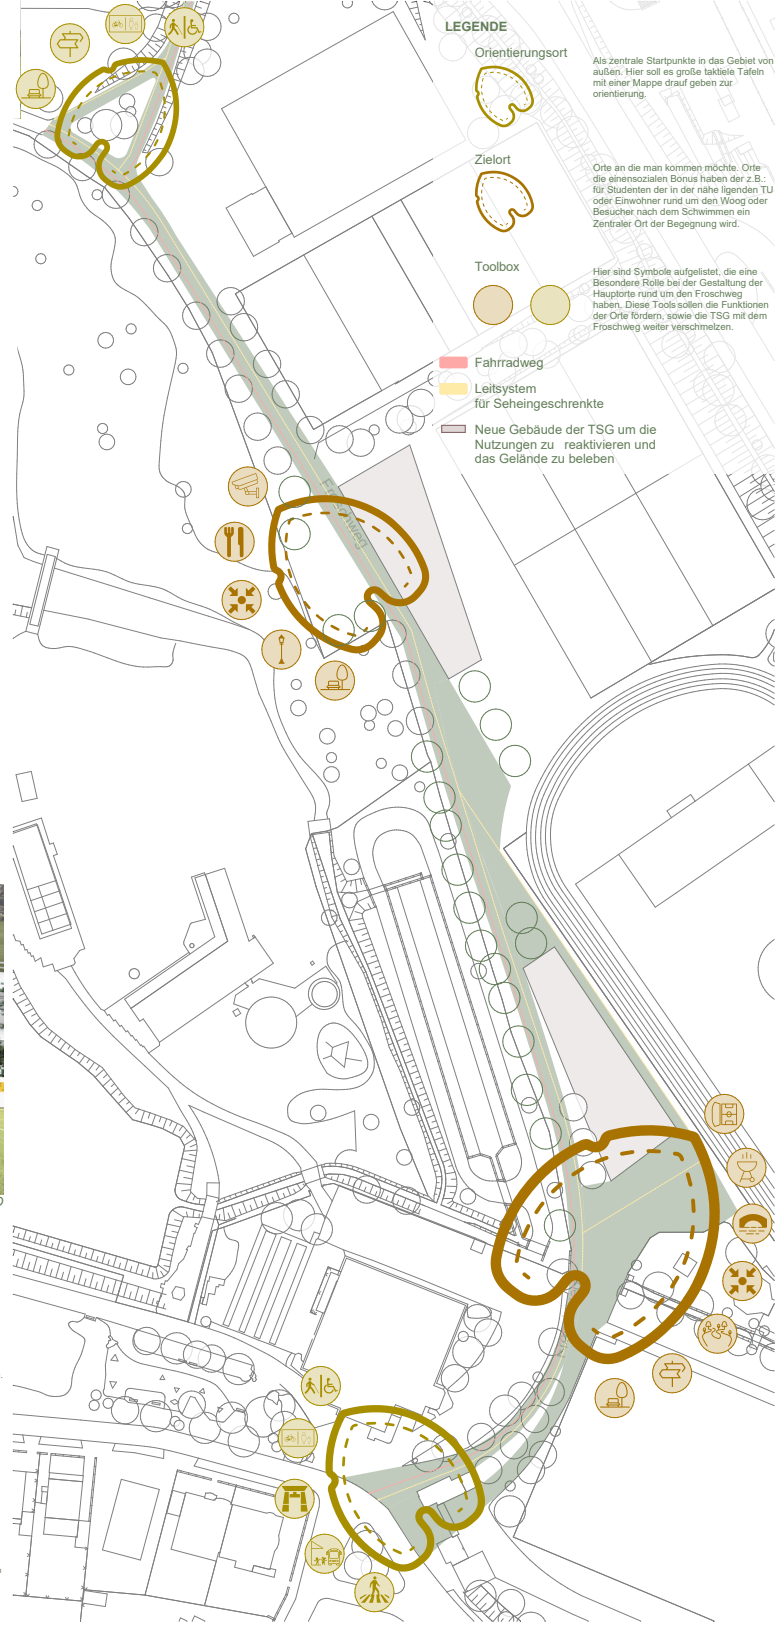 LEGENDE
Orientierungsort
Als zentrale Startpunkte in das Gebiet von
außen. Hier soll es große taktiele Tafeln
mit einer Mappe drauf geben zur
orientierung.
Zielort
Orte an die man kommen möchte. Orte
die einensozialen Bonus haben der z.B.:
für Studenten der in der nähe ligenden TU
oder Einwohner rund um den Woog oder
Besucher nach dem Schwimmen ein
Zentraler Ort der Begegnung wird.
Toolbox
Hier sind Symbole aufgelistet, die eine
Besondere Rolle bei der Gestaltung der
Hauptorte rund um den Froschweg
haben. Diese Tools sollen die Funktionen
der Orte fördern, sowie die TSG mit dem
Froschweg weiter verschmelzen.
Fahrradweg
Leitsystem
für Seheingeschrenkte
Neue Gebäude der TSG um die
Nutzungen zu reaktivieren und
das Gelände zu beleben
Froschweg